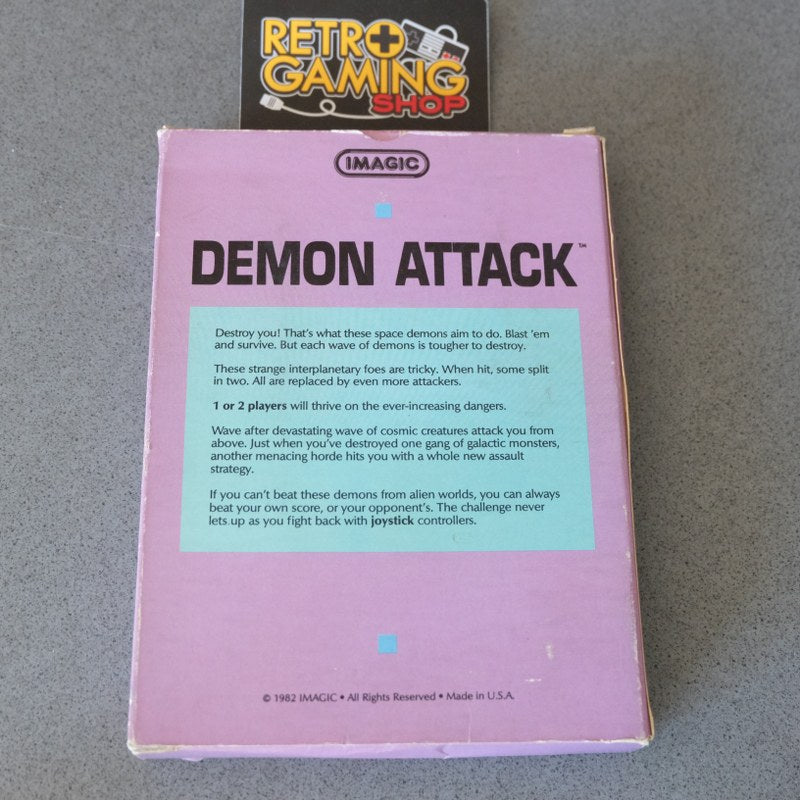 RETRO
GAMING
SHOP
IMAGIC
DEMON ATTACK™
Destroy you! That's what these space demons aim to do. Blast 'em
and survive. But each wave of demons is tougher to destroy.
These strange interplanetary foes are tricky. When hit, some split
in two. All are replaced by even more attackers.
1 or 2 players will thrive on the ever-increasing dangers.
Wave after devastating wave of cosmic creatures attack you from
above. Just when you've destroyed one gang of galactic monsters,
another menacing horde hits you with a whole new assault
strategy.
If you can't beat these demons from alien worlds, you can always
beat your own score, or your opponent's. The challenge never
lets up as you fight back with joystick controllers.
© 1982 IMAGIC • All Rights Reserved • Made in U.S.A.